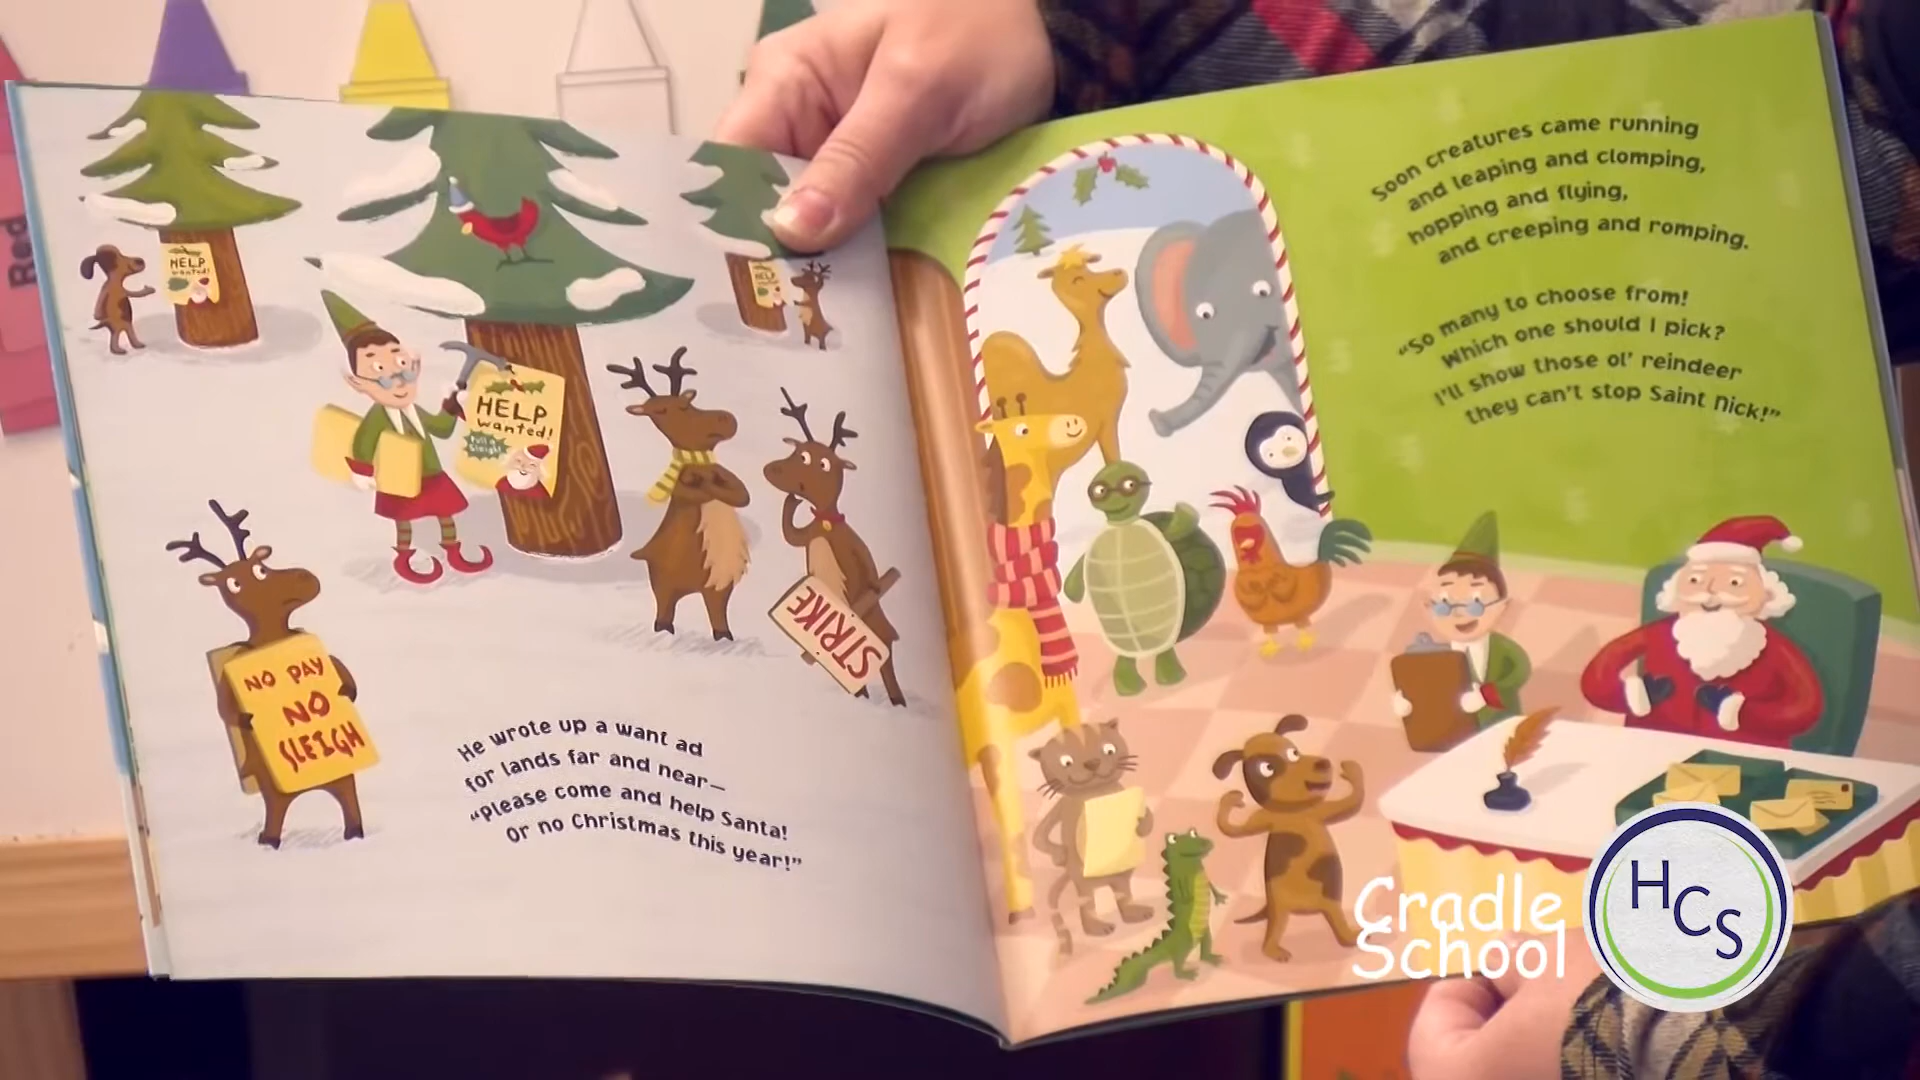 Red
HELP
wanted!
HELP
HELP
wanted!
Pull a
Sleigh!
STRIKE
NO PAY
NO
SLEIGH
He wrote up a want ad
for lands far and near—
“Please come and help Santa!
Or no Christmas this year!”
Soon creatures came running
and leaping and clomping,
hopping and flying,
and creeping and romping.
“So many to choose from!
Which one should I pick?
I’ll show those ol’ reindeer
they can’t stop Saint Nick!”
Cradle
School
HCS